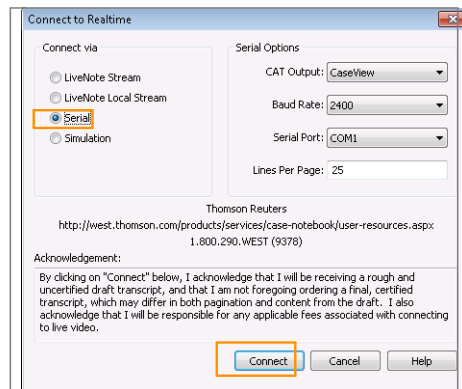 Connect to Realtime
Connect via
LiveNote Stream
LiveNote Local Stream
Serial
Simulation
Serial Options
CAT Output: CaseView
Baud Rate: 2400
Serial Port: COM1
Lines Per Page: 25
Thomson Reuters
http://west.thomson.com/products/services/case-notebook/user-resources.aspx
1.800.290.WEST (9378)
Acknowledgement:
By clicking on "Connect" below, I acknowledge that I will be receiving a rough and
uncertified draft transcript, and that I am not foregoing ordering a final, certified
transcript, which may differ in both pagination and content from the draft. I also
acknowledge that I will be responsible for any applicable fees associated with connecting
to live video.
Connect
Cancel
Help